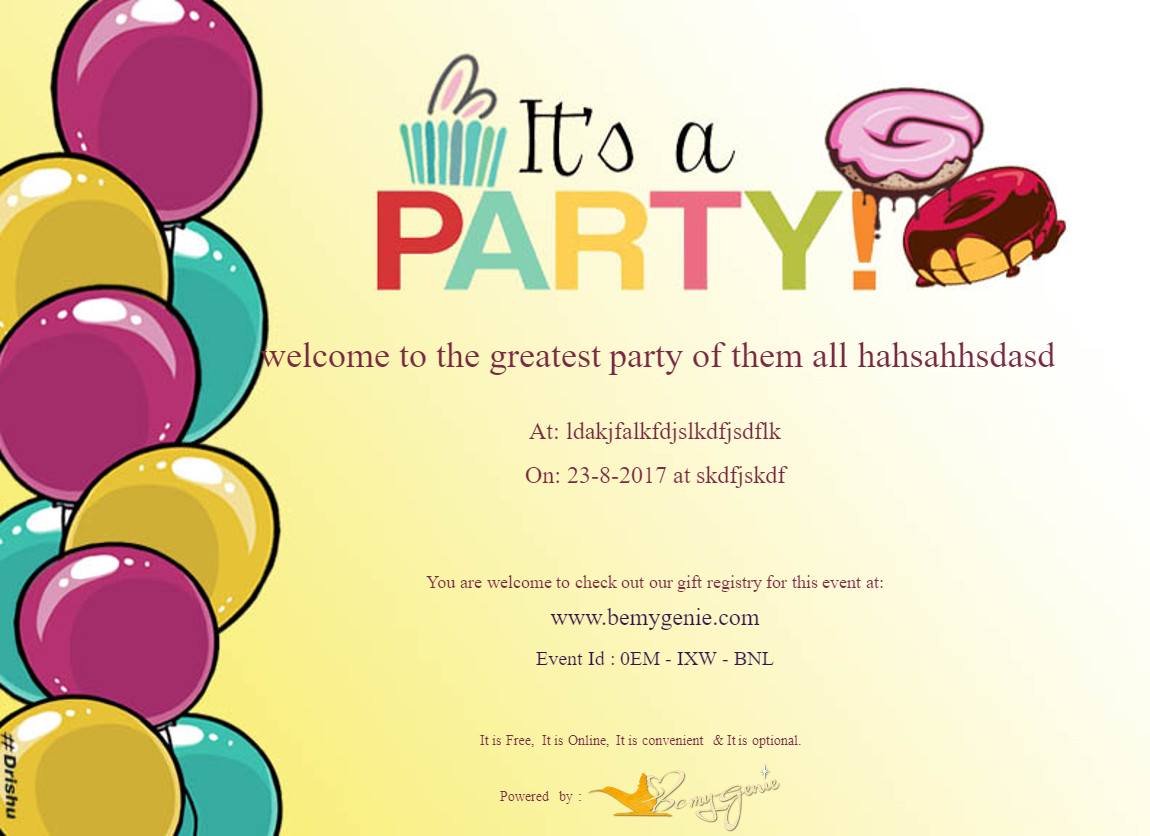 It's a
PARTY!
welcome to the greatest party of them all hahsahhsdasd
At: ldakjfalkfdjslkdfjsdflk
On: 23-8-2017 at skdfjskdf
You are welcome to check out our gift registry for this event at:
www.bemygenie.com
Event Id : 0EM - IXW - BNL
It is Free, It is Online, It is convenient & It is optional.
Powered by : Be my Genie
#Drishu